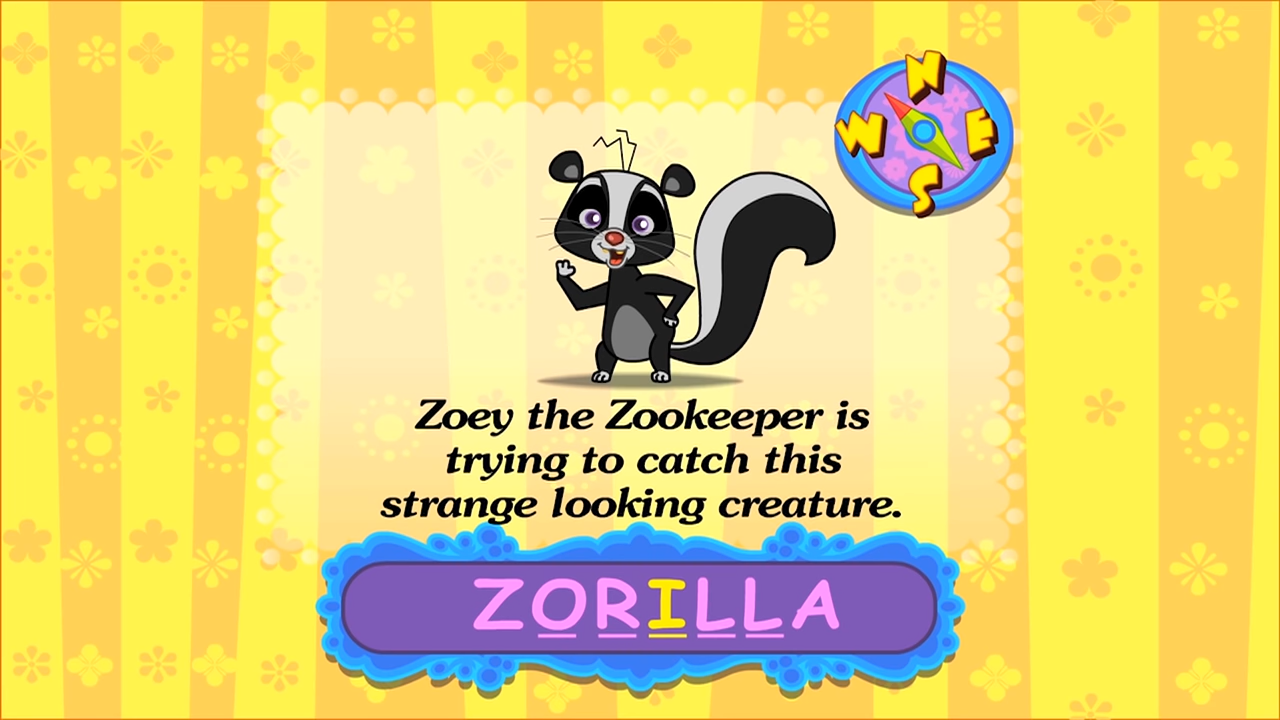 N
W E
S
Zoey the Zookeeper is
trying to catch this
strange looking creature.
ZORILLA